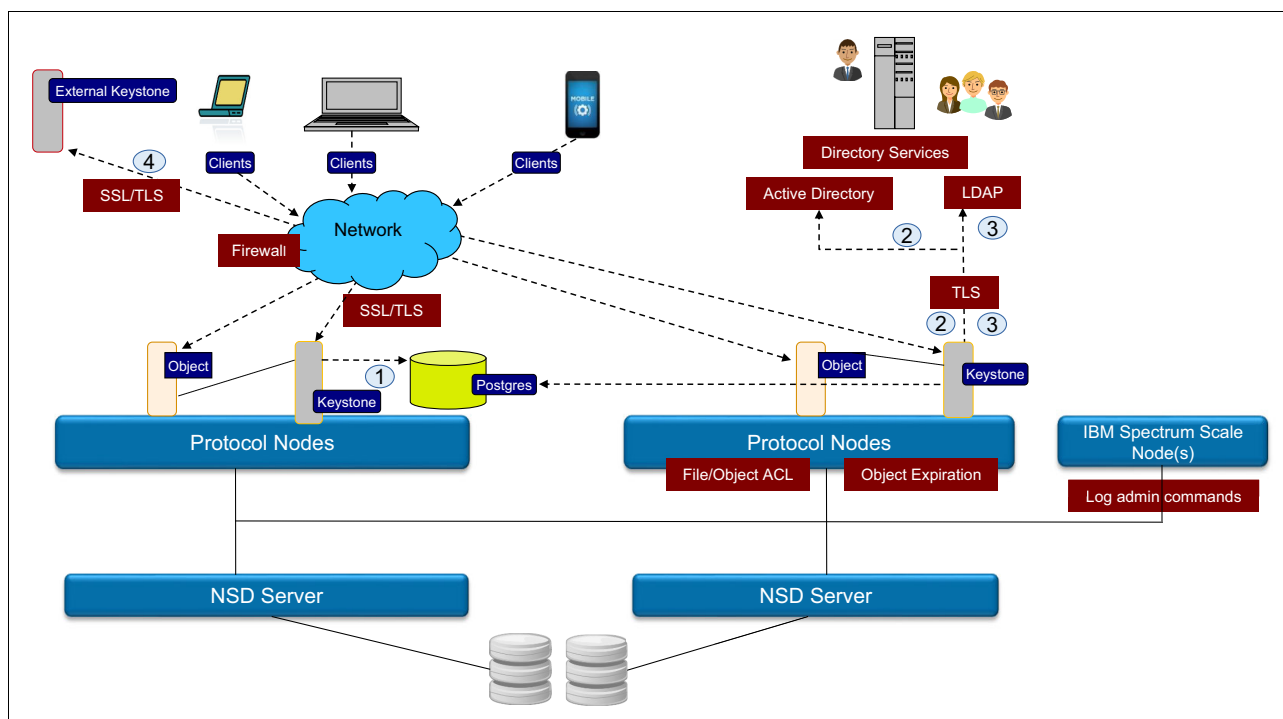 External Keystone
MOBILE
4
Clients
Clients
Clients
SSL/TLS
Directory Services
Active Directory
LDAP
2
3
Network
Firewall
TLS
SSL/TLS
2
3
Object
1
Keystone
Postgres
Object
Keystone
Protocol Nodes
Protocol Nodes
IBM Spectrum Scale
Node(s)
File/Object ACL
Object Expiration
Log admin commands
NSD Server
NSD Server